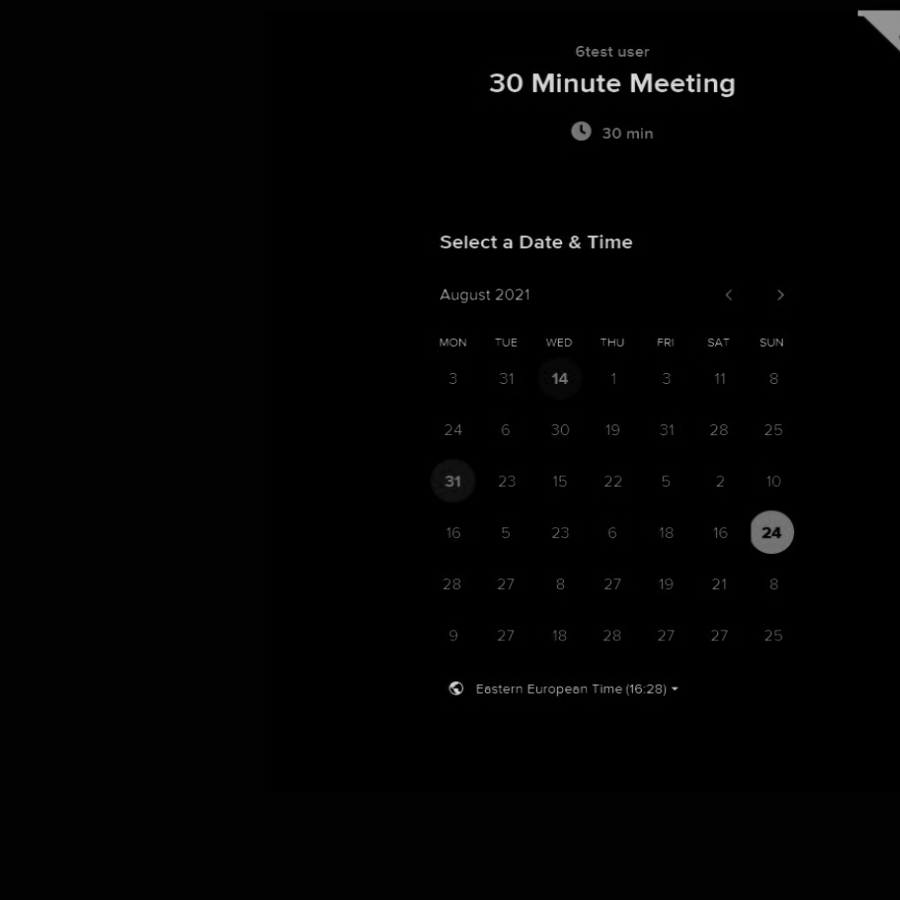 6test user
30 Minute Meeting
30 min
Select a Date & Time
August 2021
MON TUE WED THU FRI SAT SUN
3 31 14 1 3 11 8
24 6 30 19 31 28 25
31 23 15 22 5 2 10
16 5 23 6 18 16 24
28 27 8 27 19 21 8
9 27 18 28 27 27 25
Eastern European Time (16:28)